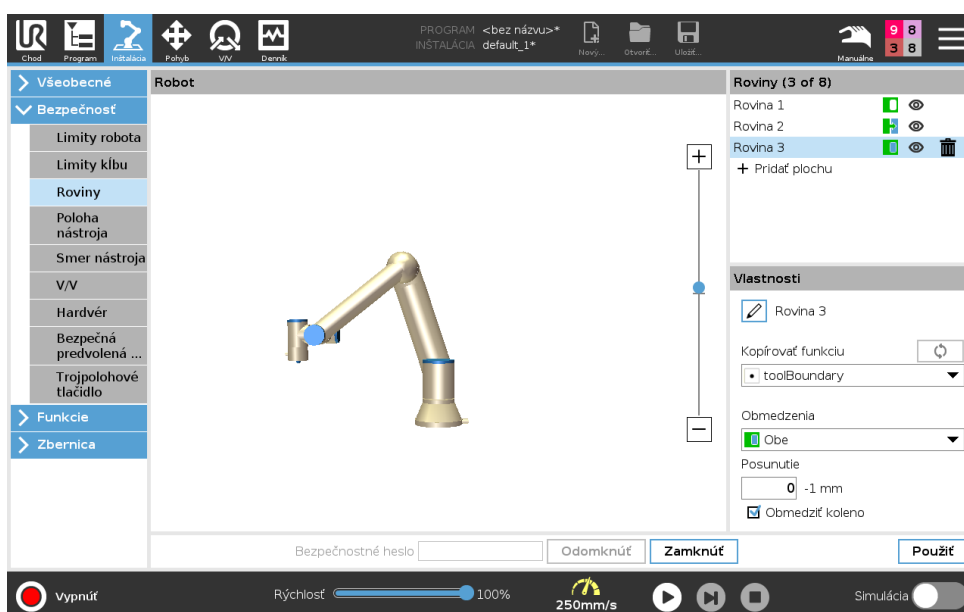 PROGRAM <bez názvu>*
INŠTALÁCIA default_1*
Chod
Program
Inštalácia
Pohyb
V/V
Denník
Nový...
Otvoriť...
Uložiť...
Manuálne
9 8
3 8
Všeobecné
Bezpečnosť
Limity robota
Limity kĺbu
Roviny
Poloha
nástroja
Smer nástroja
V/V
Hardvér
Bezpečná
predvolená ...
Trojpolohové
tlačidlo
Funkcie
Zbernica
Robot
Roviny (3 of 8)
Rovina 1
Rovina 2
Rovina 3
+ Pridať plochu
Vlastnosti
Rovina 3
Kopírovať funkciu
toolBoundary
Obmedzenia
Obe
Posunutie
0 -1 mm
Obmedziť koleno
Bezpečnostné heslo
Odomknúť
Zamknúť
Použiť
Vypnúť
Rýchlosť
100%
250mm/s
Simulácia